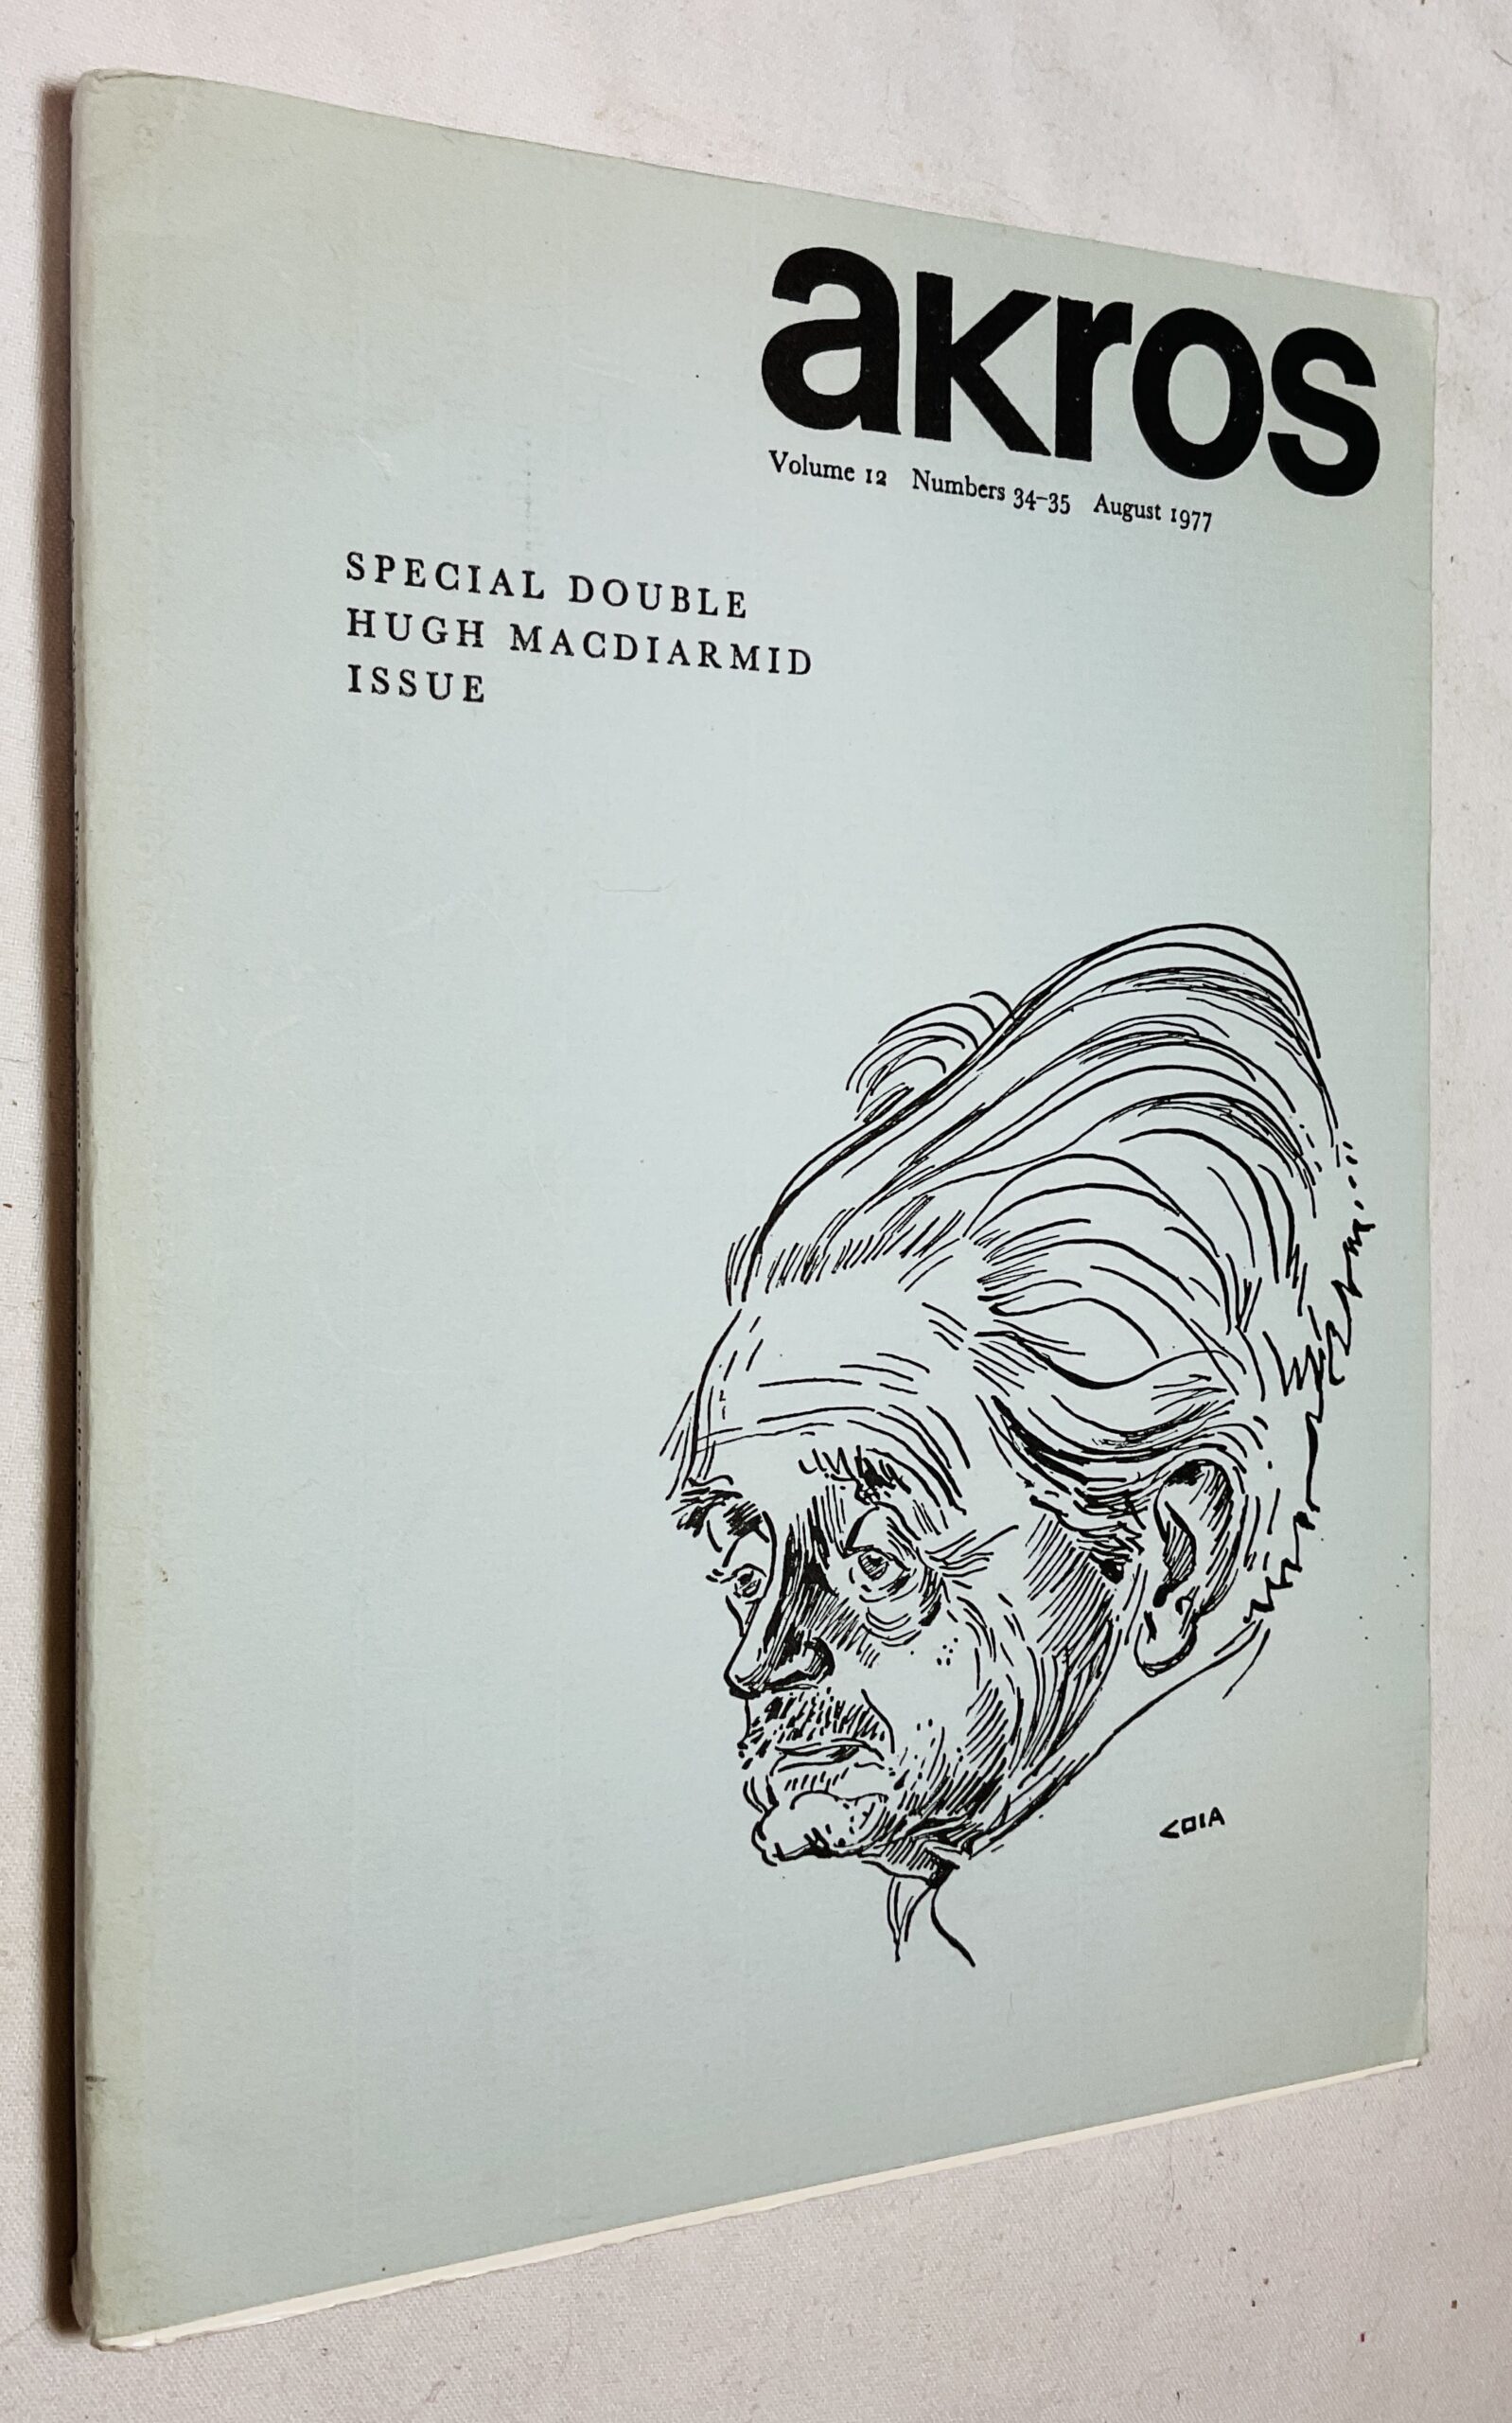 akros
Volume 12 Numbers 34–35 August 1977
SPECIAL DOUBLE
HUGH MACDIARMID
ISSUE
COIA